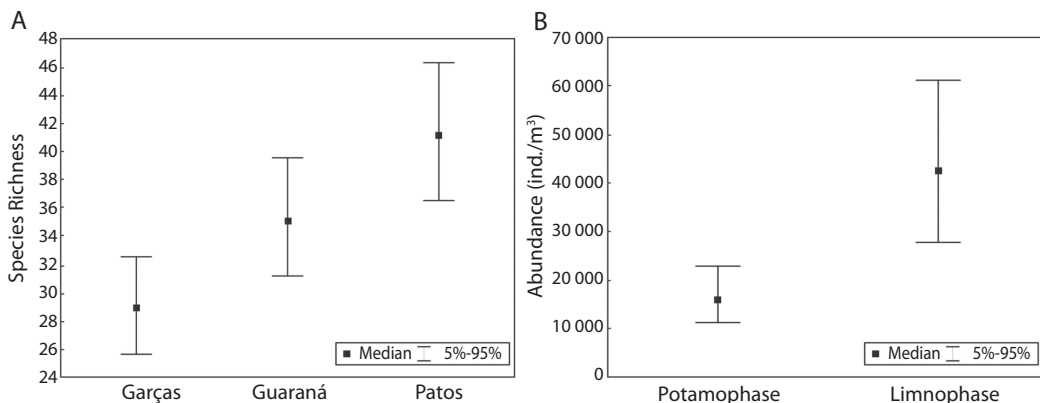 A
Species Richness
48
46
44
42
40
38
36
34
32
30
28
26
24
Garças Guaraná Patos
Median 5%-95%
B
Abundance (ind./m³)
70 000
60 000
50 000
40 000
30 000
20 000
10 000
0
Potamophase Limnophase
Median 5%-95%